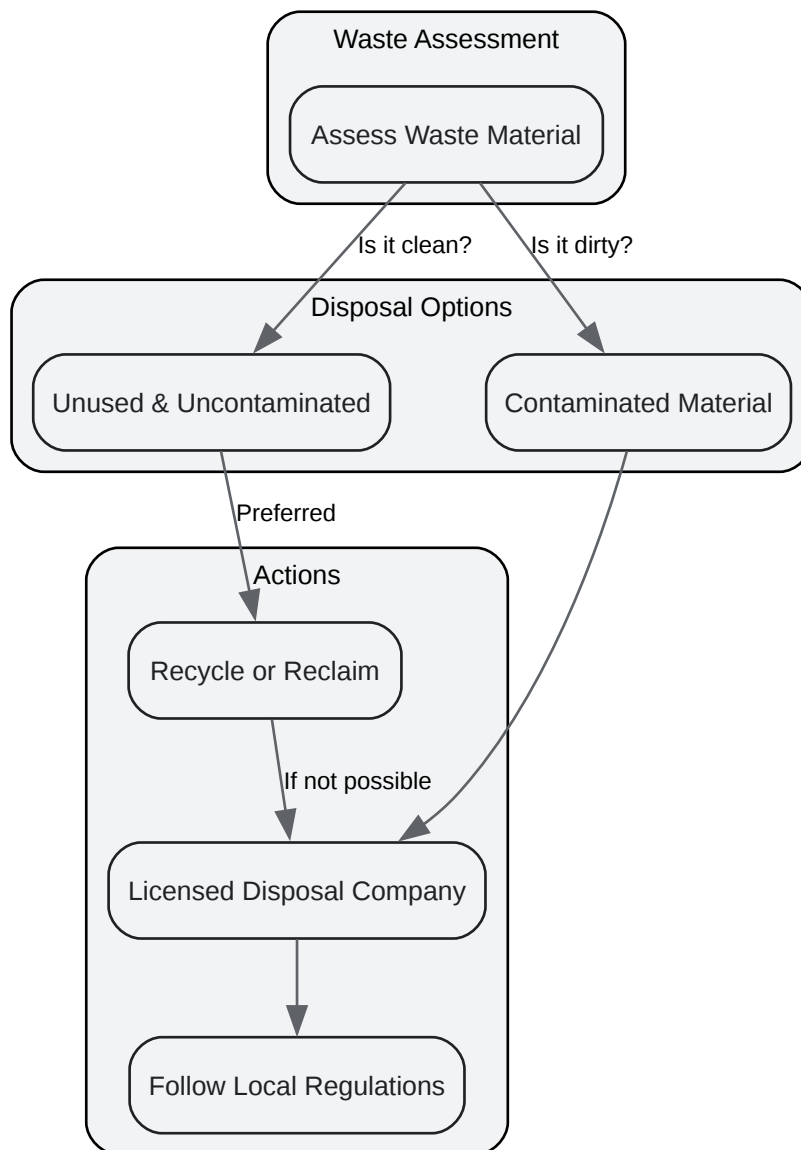 Waste Assessment
Assess Waste Material
Is it clean?
Is it dirty?
Disposal Options
Unused & Uncontaminated
Contaminated Material
Preferred
Actions
Recycle or Reclaim
If not possible
Licensed Disposal Company
Follow Local Regulations